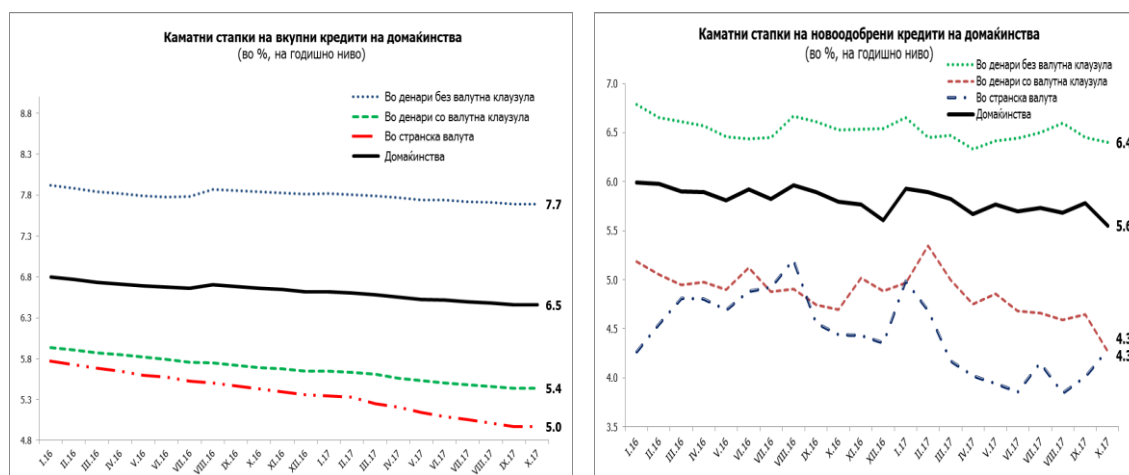 Каматни стапки на вкупни кредити на домаќинства
(во %, на годишно ниво)
Во денари без валутна клаузула
Во денари со валутна клаузула
Во странска валута
Домаќинства
8.8
8.3
7.8
7.3
6.8
6.3
5.8
5.3
4.8
7.7
6.5
5.4
5.0
I.16
II.16
III.16
IV.16
V.16
VI.16
VII.16
VIII.16
IX.16
X.16
XI.16
XII.16
I.17
II.17
III.17
IV.17
V.17
VI.17
VII.17
VIII.17
IX.17
X.17
Каматни стапки на новоодобрени кредити на домаќинства
(во %, на годишно ниво)
Во денари без валутна клаузула
Во денари со валутна клаузула
Во странска валута
Домаќинства
7.0
6.5
6.0
5.5
5.0
4.5
4.0
3.5
6.4
5.6
4.3
4.3
I.16
II.16
III.16
IV.16
V.16
VI.16
VII.16
VIII.16
IX.16
X.16
XI.16
XII.16
I.17
II.17
III.17
IV.17
V.17
VI.17
VII.17
VIII.17
IX.17
X.17